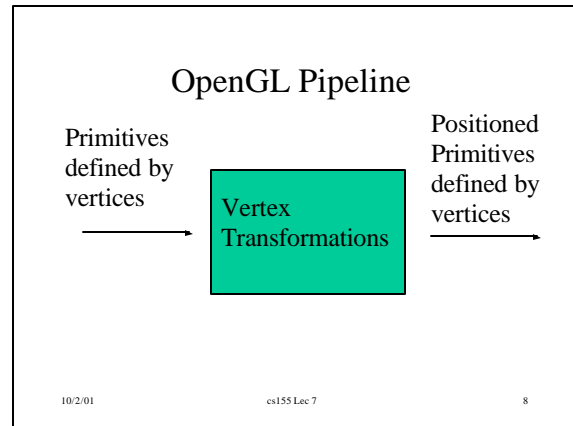 OpenGL Pipeline
Primitives
defined by
vertices
Vertex
Transformations
Positioned
Primitives
defined by
vertices
10/2/01
cs155 Lec 7
8